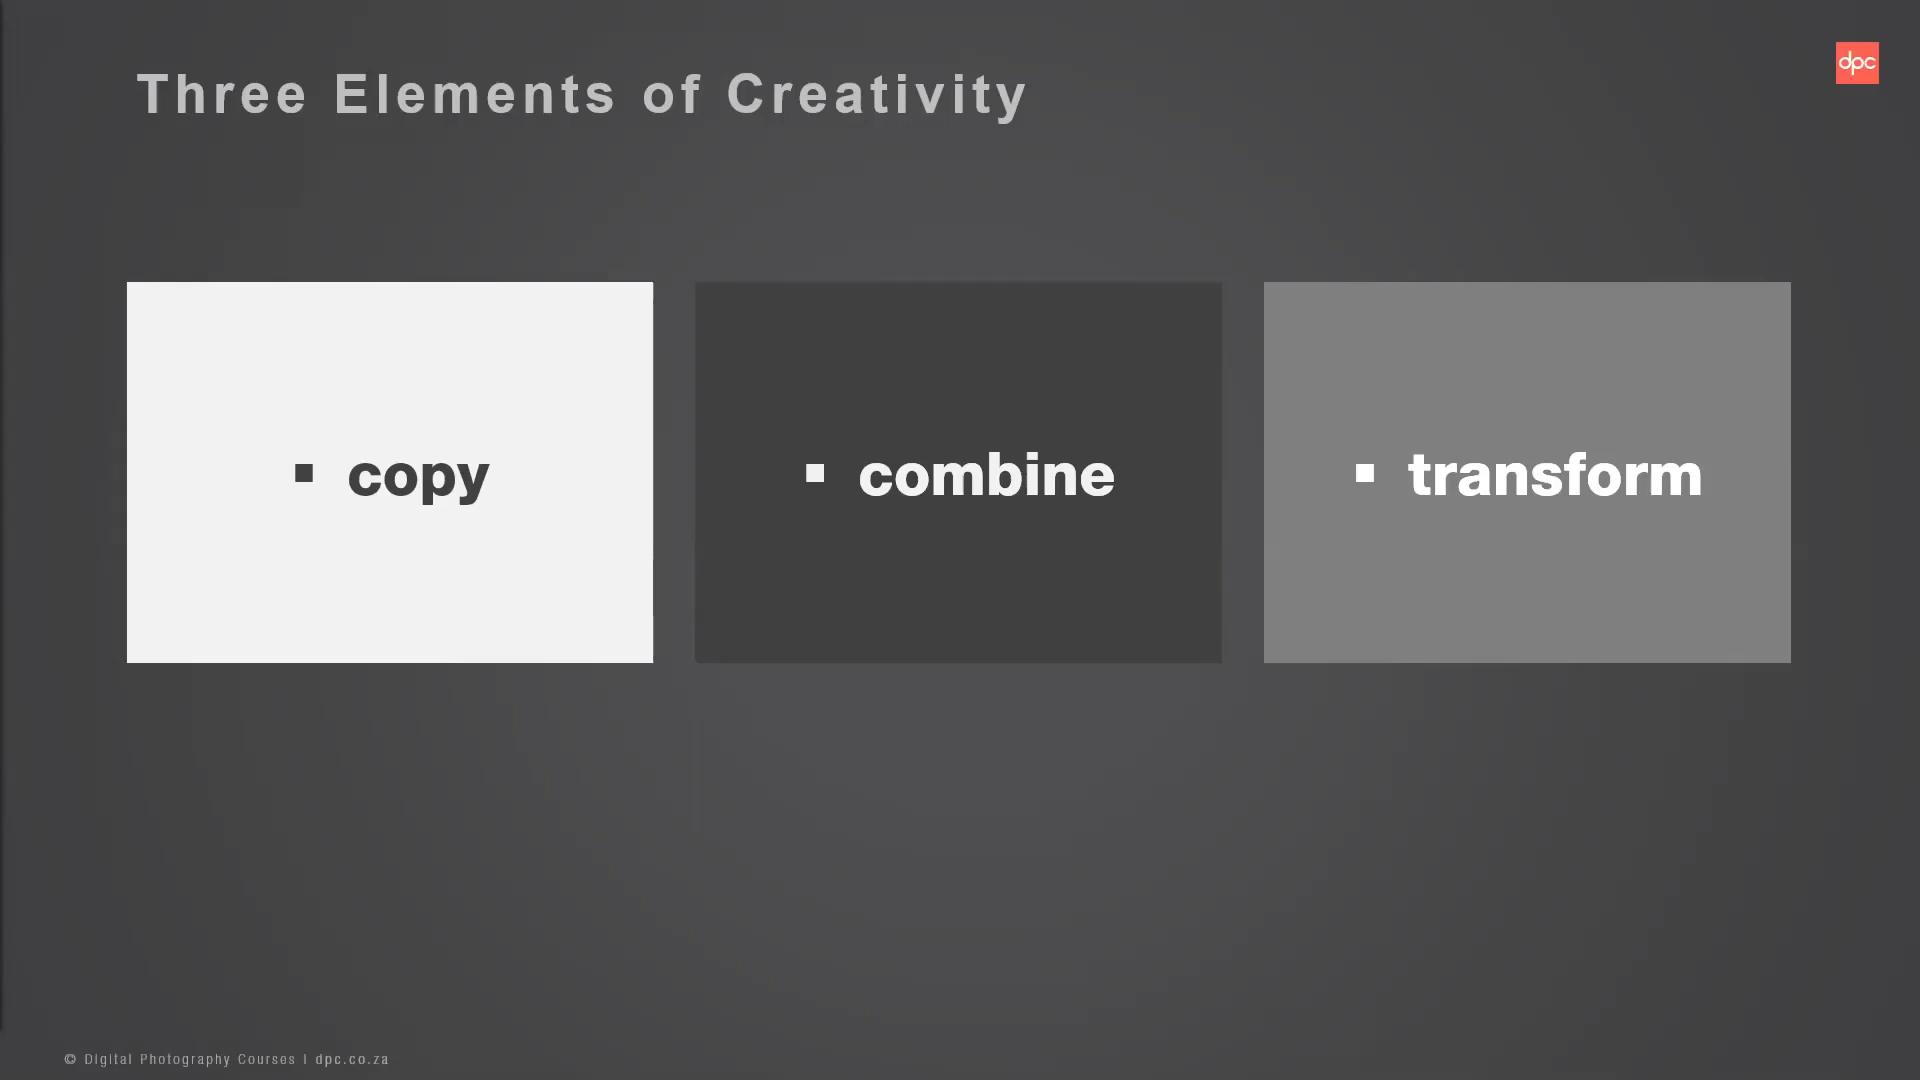 Three Elements of Creativity
dpc
▪ copy
▪ combine
▪ transform
© Digital Photography Courses | dpc.co.za